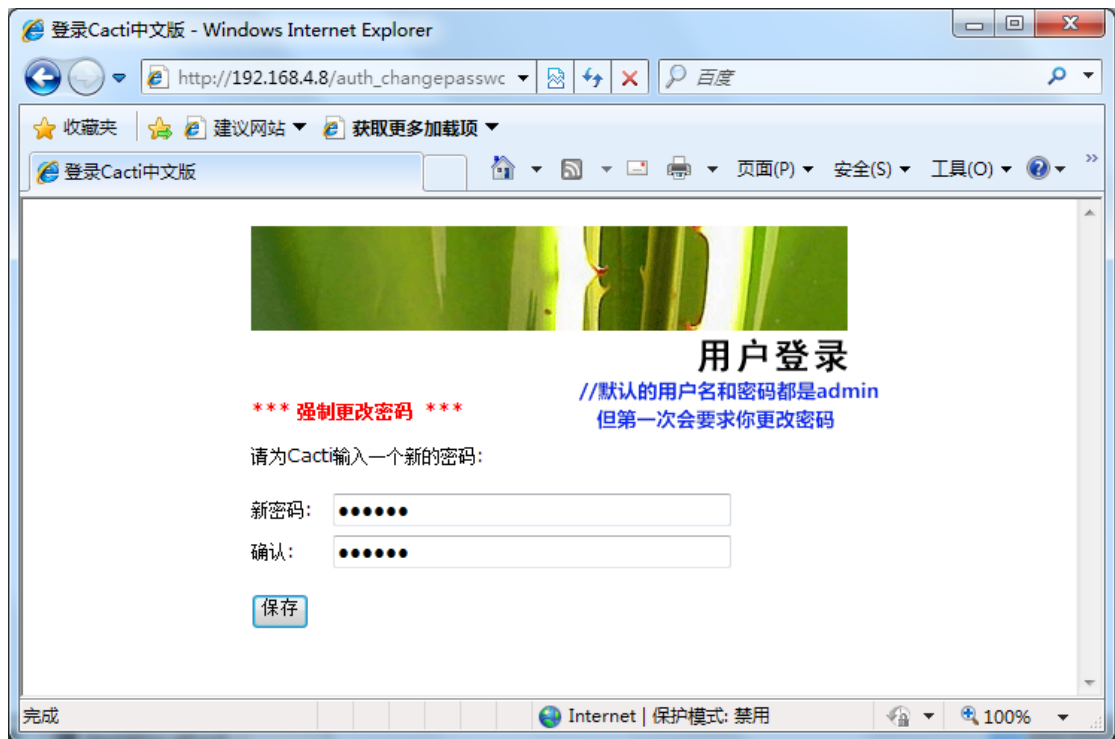 登录Cacti中文版 - Windows Internet Explorer
http://192.168.4.8/auth_changepasswc
百度
收藏夹 建议网站 获取更多加载项
登录Cacti中文版
页面(P) 安全(S) 工具(O)
用户登录
//默认的用户名和密码都是admin
但第一次会要求你更改密码
*** 强制更改密码 ***
请为Cacti输入一个新的密码:
新密码: ●●●●●●
确认: ●●●●●●
保存
完成 Internet | 保护模式: 禁用 100%